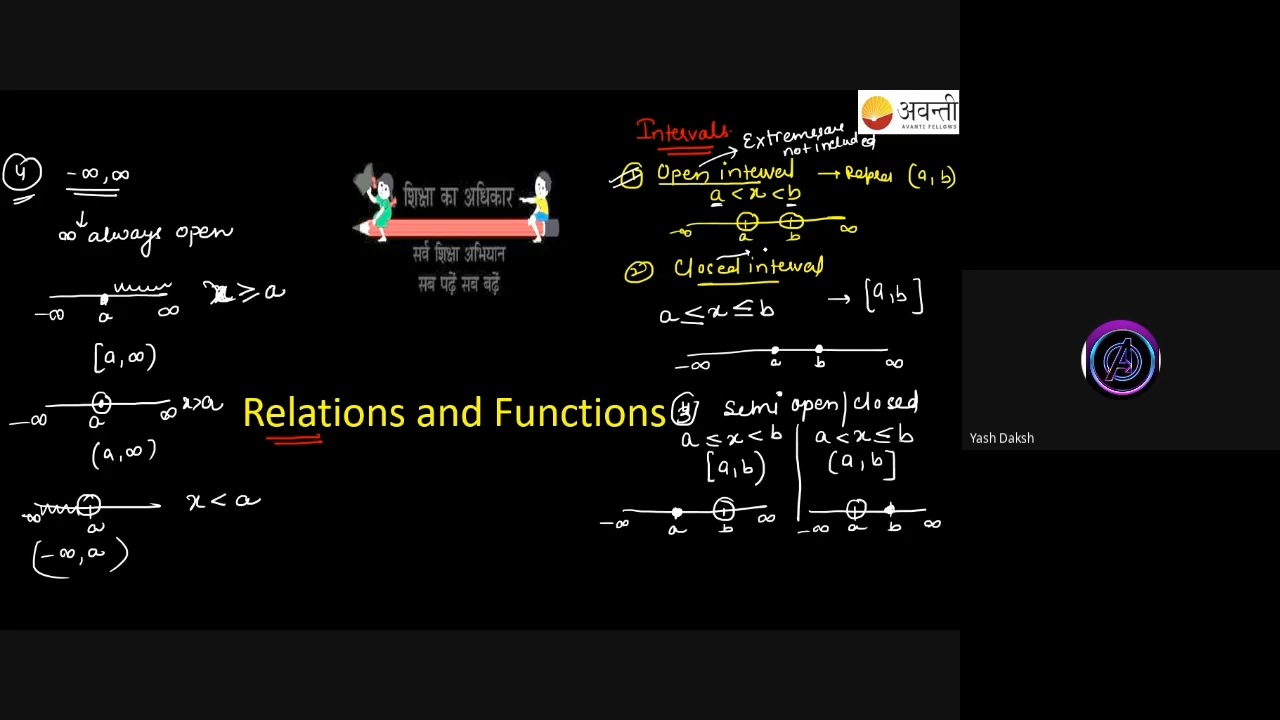 अवन्ती
AVANTI FELLOWS
Intervals
Extremes are
not included
① Open interval → Repres (a, b)
a < x < b
-∞ a b ∞
② Closed interval
a ≤ x ≤ b → [a, b]
-∞ a b ∞
semi open/closed
a ≤ x < b
[a, b)
-∞ a b ∞
a < x ≤ b
(a, b]
-∞ a b ∞
④ -∞, ∞
∞ always open
x ≥ a
-∞ a ∞
[a, ∞)
x > a
-∞ a ∞
(a, ∞)
x < a
-∞ a
(-∞, a)
शिक्षा का अधिकार
सर्व शिक्षा अभियान
सब पढ़ें सब बढ़ें
Relations and Functions
Yash Daksh